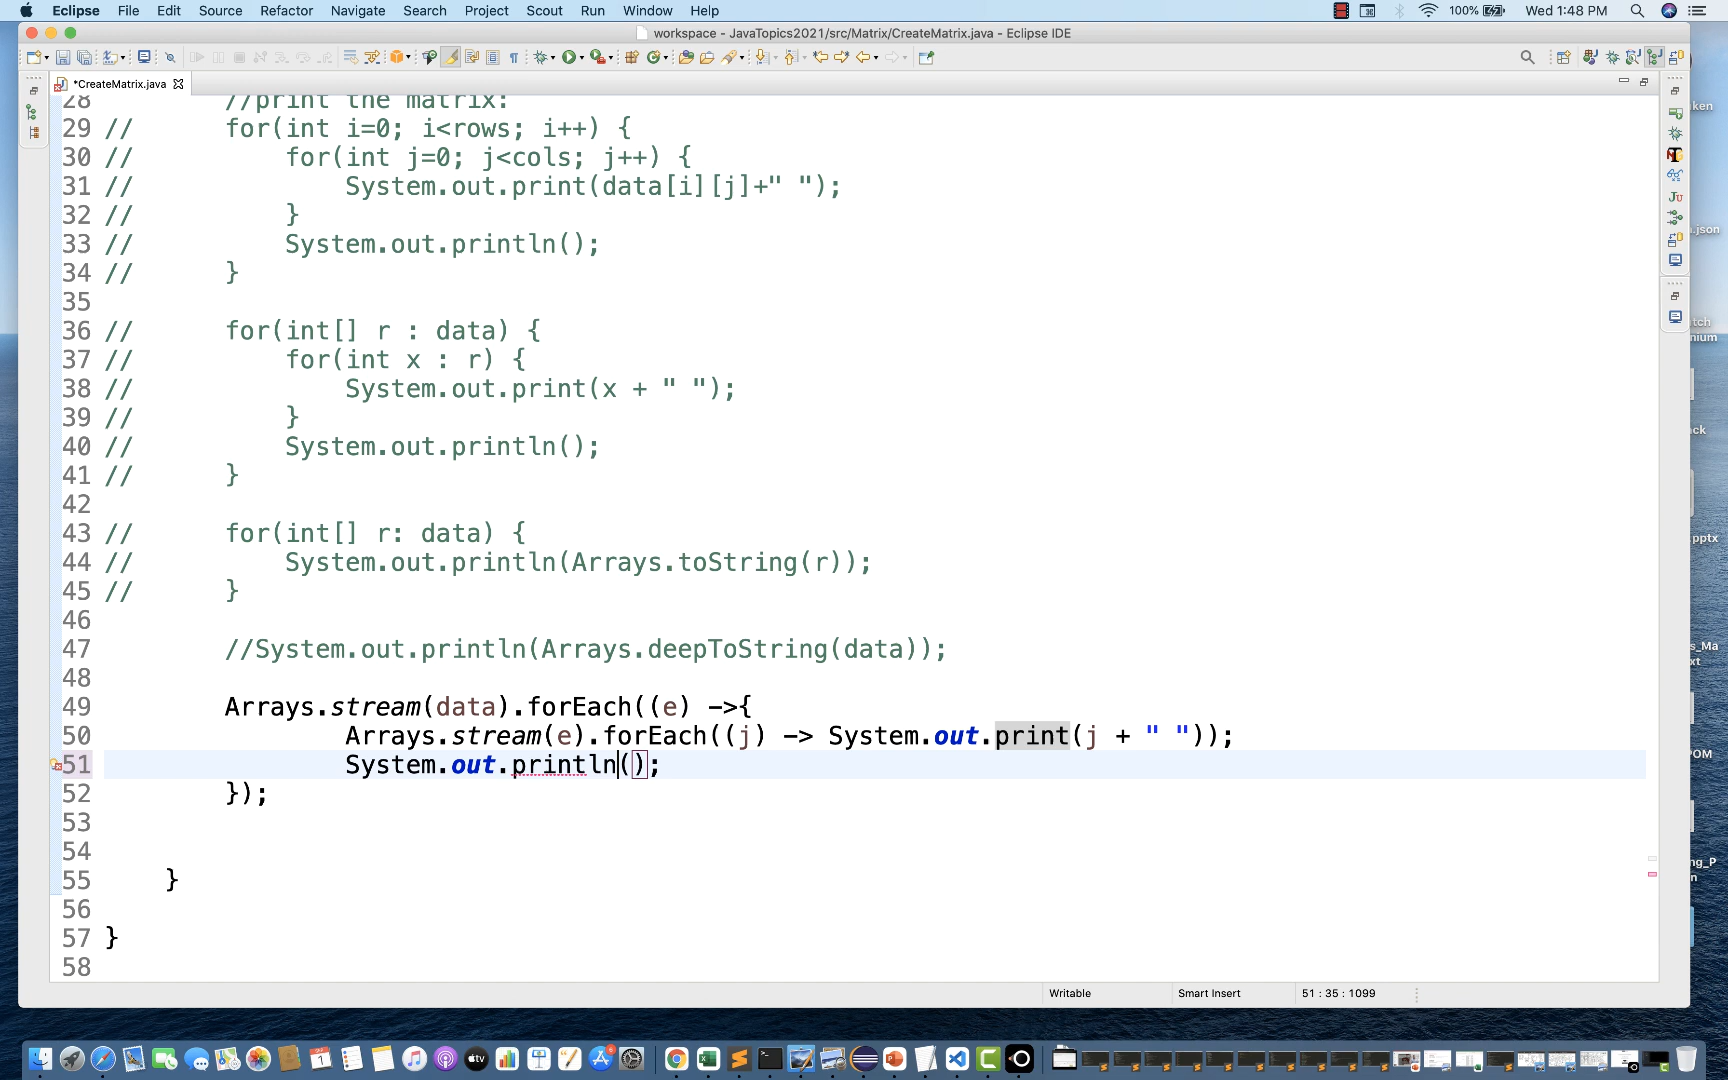 Eclipse File Edit Source Refactor Navigate Search Project Scout Run Window Help 100% Wed 1:48 PM
workspace - JavaTopics2021/src/Matrix/CreateMatrix.java - Eclipse IDE
*CreateMatrix.java
28 //print the matrix:
29 // for(int i=0; i<rows; i++) {
30 // for(int j=0; j<cols; j++) {
31 // System.out.print(data[i][j]+" ");
32 // }
33 // System.out.println();
34 // }
35
36 // for(int[] r : data) {
37 // for(int x : r) {
38 // System.out.print(x + " ");
39 // }
40 // System.out.println();
41 // }
42
43 // for(int[] r: data) {
44 // System.out.println(Arrays.toString(r));
45 // }
46
47 //System.out.println(Arrays.deepToString(data));
48
49 Arrays.stream(data).forEach((e) ->{
50 Arrays.stream(e).forEach((j) -> System.out.print(j + " "));
51 System.out.println();
52 });
53
54
55 }
56
57 }
58
Writable Smart Insert 51 : 35 : 1099